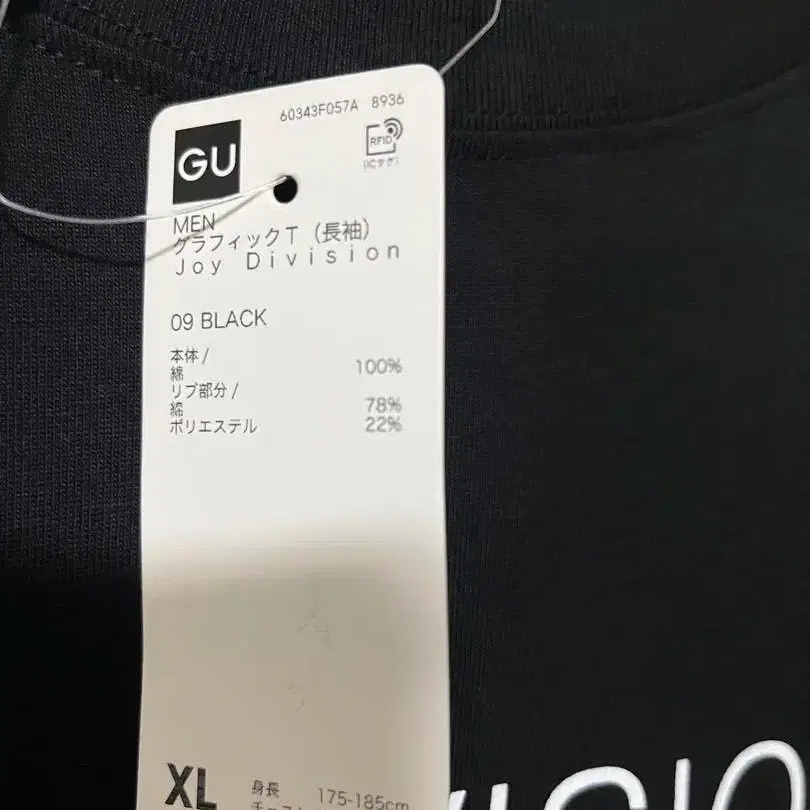 60343F057A 8936
GU
RFID
(ICタグ)
MEN
グラフィックT（長袖）
Joy Division
09 BLACK
本体/
綿 100%
リブ部分/
綿 78%
ポリエステル 22%
XL
身長 175-185cm